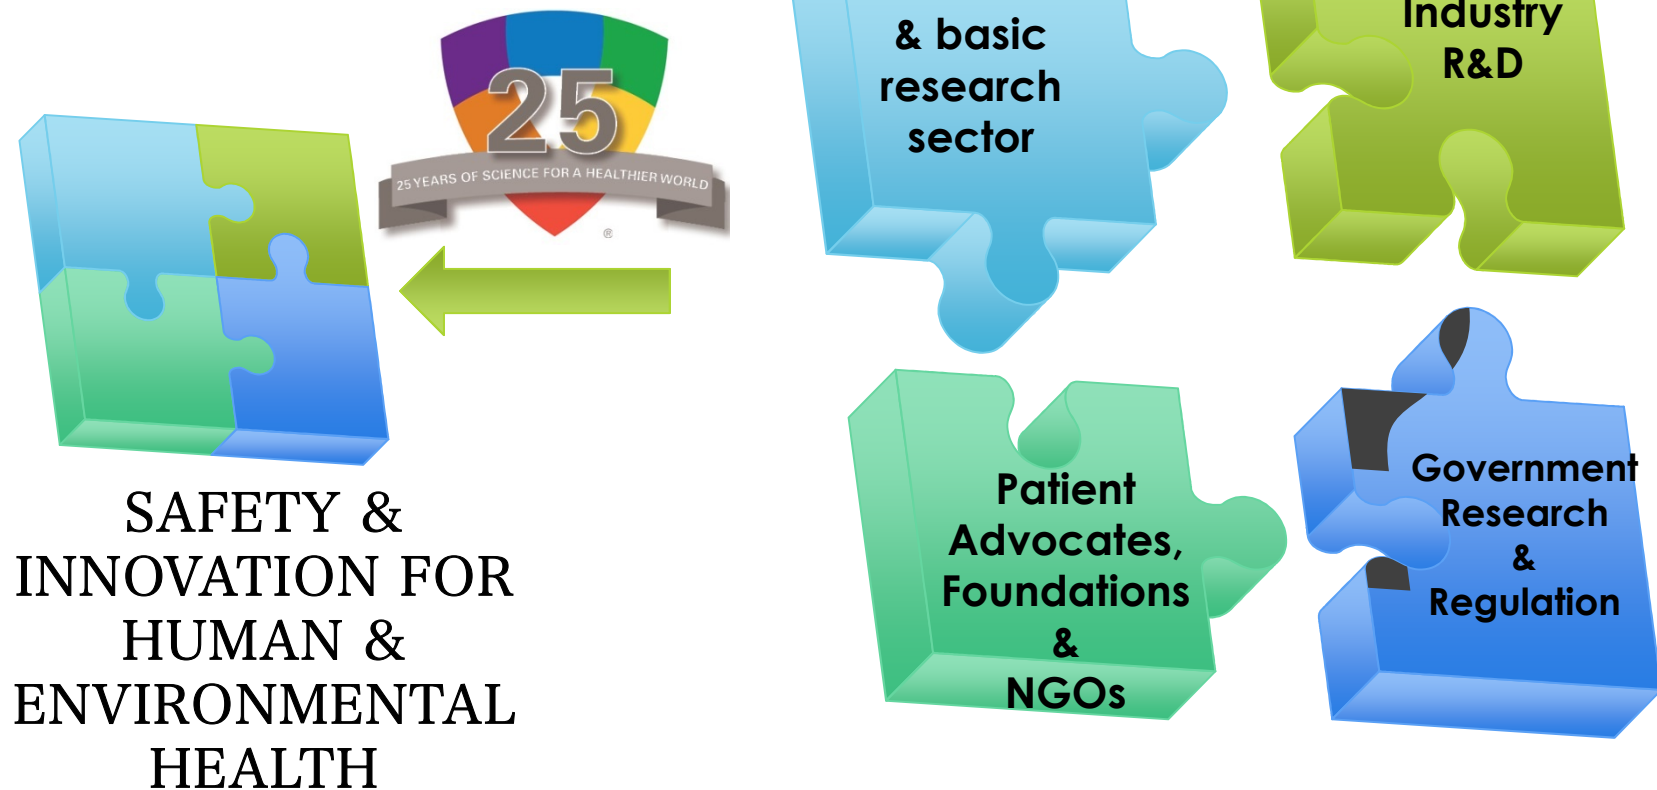 25
25 YEARS OF SCIENCE FOR A HEALTHIER WORLD
®
SAFETY &
INNOVATION FOR
HUMAN &
ENVIRONMENTAL
HEALTH
& basic
research
sector
Industry
R&D
Patient
Advocates,
Foundations
&
NGOs
Government
Research
&
Regulation